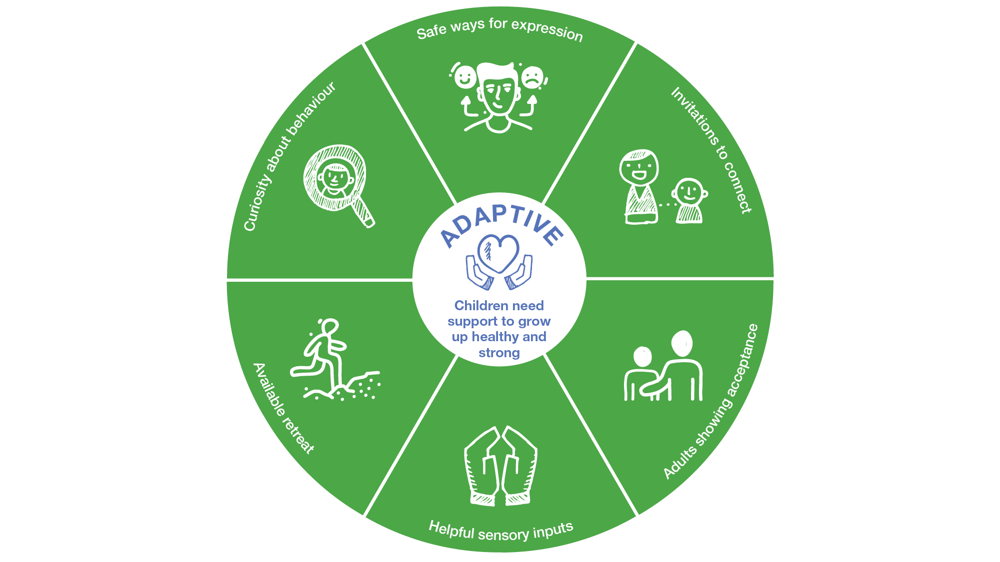 Safe ways for expression
Invitations to connect
Adults showing acceptance
Helpful sensory inputs
Available retreat
Curiosity about behaviour
ADAPTIVE
Children need
support to grow
up healthy and
strong